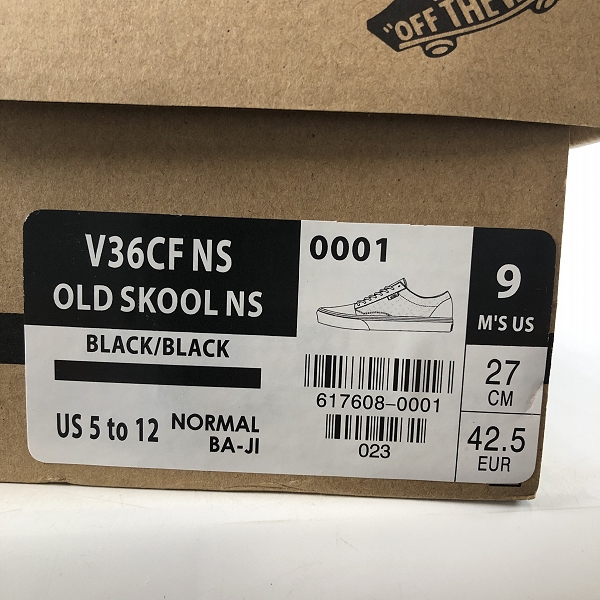 "OFF THE
V36CF NS
OLD SKOOL NS
BLACK/BLACK
US 5 to 12
NORMAL
BA-JI
0001
617608-0001
023
9
M'S US
27
CM
42.5
EUR